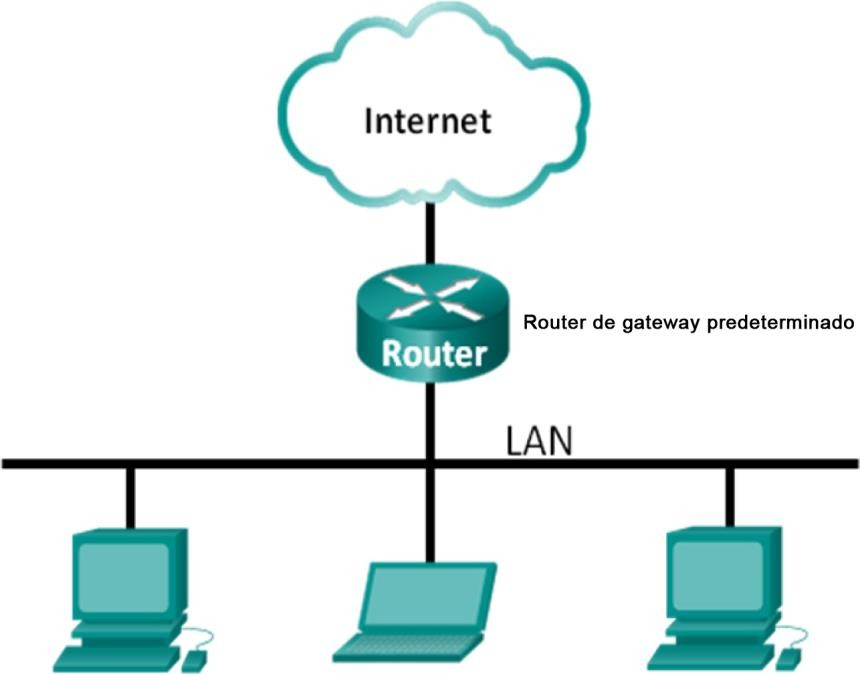 Internet
Router
Router de gateway predeterminado
LAN